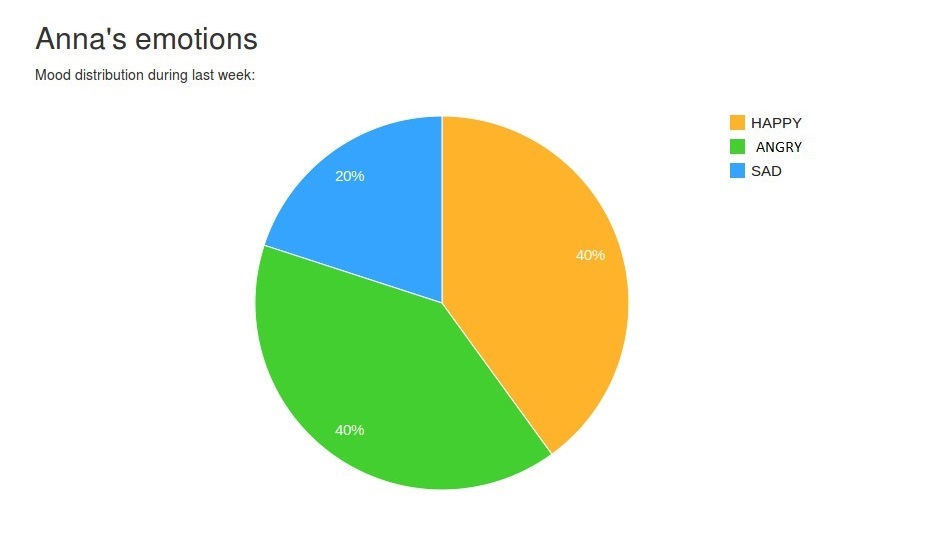 Anna's emotions
Mood distribution during last week:
HAPPY
ANGRY
SAD
20%
40%
40%